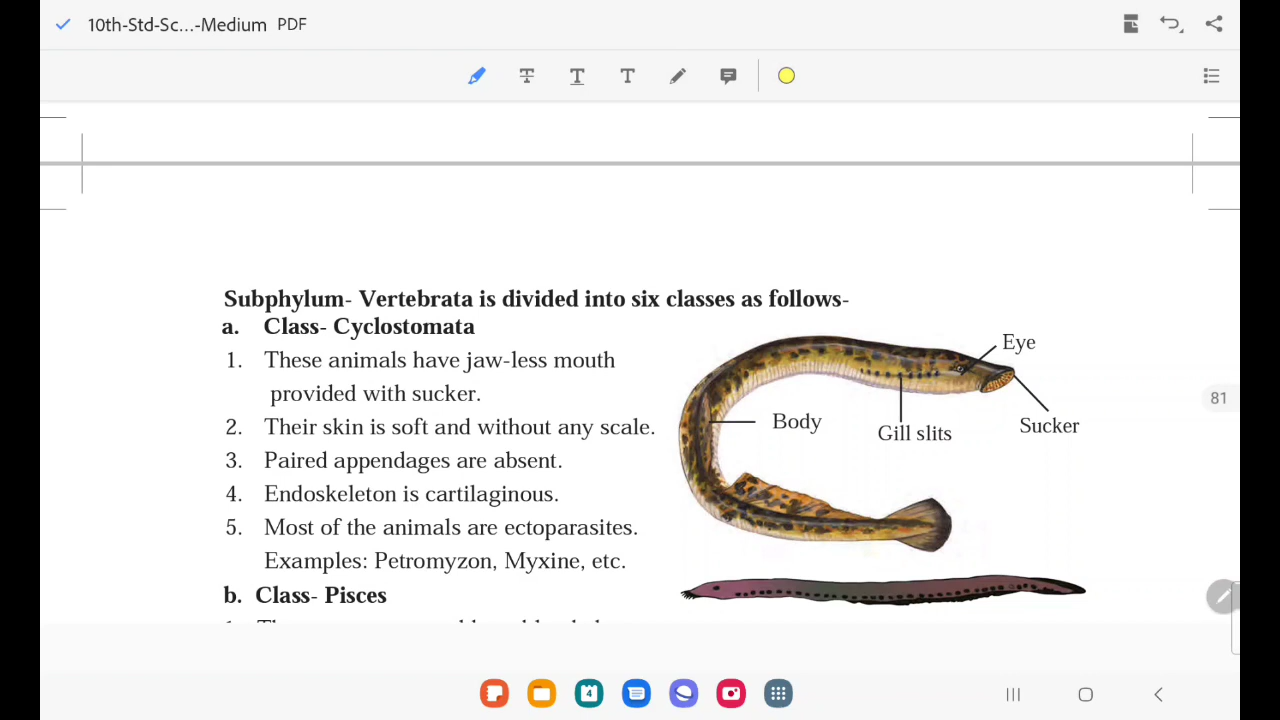 10th-Std-Sc...-Medium PDF
Subphylum- Vertebrata is divided into six classes as follows-
a. Class- Cyclostomata
1. These animals have jaw-less mouth
provided with sucker.
2. Their skin is soft and without any scale.
3. Paired appendages are absent.
4. Endoskeleton is cartilaginous.
5. Most of the animals are ectoparasites.
Examples: Petromyzon, Myxine, etc.
b. Class- Pisces
Eye
Sucker
Gill slits
Body
81
4